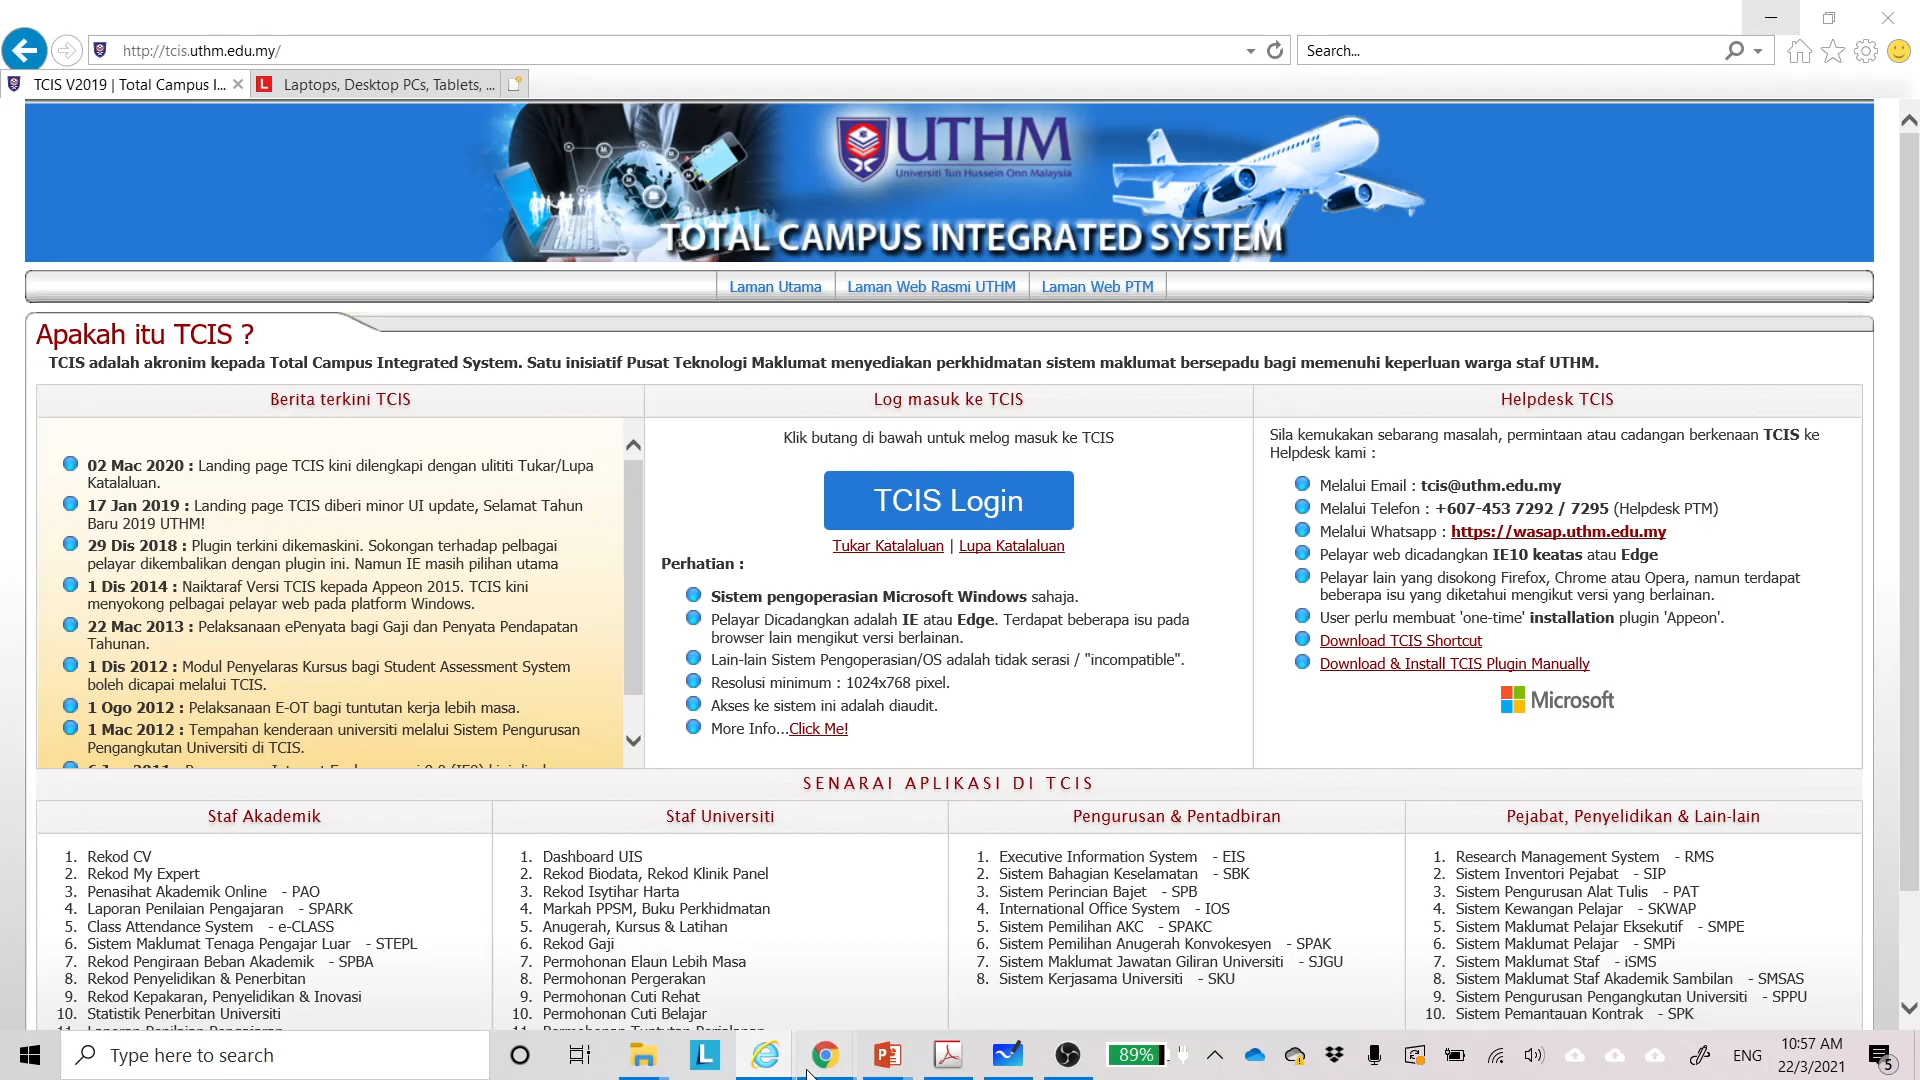 http://tcis.uthm.edu.my/
Search...
TCIS V2019 | Total Campus I...
Laptops, Desktop PCs, Tablets, ...
UTHM
Universiti Tun Hussein Onn Malaysia
TOTAL CAMPUS INTEGRATED SYSTEM
Laman Utama
Laman Web Rasmi UTHM
Laman Web PTM
Apakah itu TCIS ?
TCIS adalah akronim kepada Total Campus Integrated System. Satu inisiatif Pusat Teknologi Maklumat menyediakan perkhidmatan sistem maklumat bersepadu bagi memenuhi keperluan warga staf UTHM.
Berita terkini TCIS
02 Mac 2020 : Landing page TCIS kini dilengkapi dengan ulititi Tukar/Lupa
Katalaluan.
17 Jan 2019 : Landing page TCIS diberi minor UI update, Selamat Tahun
Baru 2019 UTHM!
29 Dis 2018 : Plugin terkini dikemaskini. Sokongan terhadap pelbagai
pelayar dikembalikan dengan plugin ini. Namun IE masih pilihan utama
1 Dis 2014 : Naiktaraf Versi TCIS kepada Appeon 2015. TCIS kini
menyokong pelbagai pelayar web pada platform Windows.
22 Mac 2013 : Pelaksanaan ePenyata bagi Gaji dan Penyata Pendapatan
Tahunan.
1 Dis 2012 : Modul Penyelaras Kursus bagi Student Assessment System
boleh dicapai melalui TCIS.
1 Ogo 2012 : Pelaksanaan E-OT bagi tuntutan kerja lebih masa.
1 Mac 2012 : Tempahan kenderaan universiti melalui Sistem Pengurusan
Pengangkutan Universiti di TCIS.
Log masuk ke TCIS
Klik butang di bawah untuk melog masuk ke TCIS
TCIS Login
Tukar Katalaluan | Lupa Katalaluan
Perhatian :
Sistem pengoperasian Microsoft Windows sahaja.
Pelayar Dicadangkan adalah IE atau Edge. Terdapat beberapa isu pada
browser lain mengikut versi berlainan.
Lain-lain Sistem Pengoperasian/OS adalah tidak serasi / "incompatible".
Resolusi minimum : 1024x768 pixel.
Akses ke sistem ini adalah diaudit.
More Info...Click Me!
Helpdesk TCIS
Sila kemukakan sebarang masalah, permintaan atau cadangan berkenaan TCIS ke
Helpdesk kami :
Melalui Email : tcis@uthm.edu.my
Melalui Telefon : +607-453 7292 / 7295 (Helpdesk PTM)
Melalui Whatsapp : https://wasap.uthm.edu.my
Pelayar web dicadangkan IE10 keatas atau Edge
Pelayar lain yang disokong Firefox, Chrome atau Opera, namun terdapat
beberapa isu yang diketahui mengikut versi yang berlainan.
User perlu membuat 'one-time' installation plugin 'Appeon'.
Download TCIS Shortcut
Download & Install TCIS Plugin Manually
Microsoft
SENARAI APLIKASI DI TCIS
Staf Akademik
1. Rekod CV
2. Rekod My Expert
3. Penasihat Akademik Online - PAO
4. Laporan Penilaian Pengajaran - SPARK
5. Class Attendance System - e-CLASS
6. Sistem Maklumat Tenaga Pengajar Luar - STEPL
7. Rekod Pengiraan Beban Akademik - SPBA
8. Rekod Penyelidikan & Penerbitan
9. Rekod Kepakaran, Penyelidikan & Inovasi
10. Statistik Penerbitan Universiti
Staf Universiti
1. Dashboard UIS
2. Rekod Biodata, Rekod Klinik Panel
3. Rekod Isytihar Harta
4. Markah PPSM, Buku Perkhidmatan
5. Anugerah, Kursus & Latihan
6. Rekod Gaji
7. Permohonan Elaun Lebih Masa
8. Permohonan Pergerakan
9. Permohonan Cuti Rehat
10. Permohonan Cuti Belajar
Pengurusan & Pentadbiran
1. Executive Information System - EIS
2. Sistem Bahagian Keselamatan - SBK
3. Sistem Perincian Bajet - SPB
4. International Office System - IOS
5. Sistem Pemilihan AKC - SPAKC
6. Sistem Pemilihan Anugerah Konvokesyen - SPAK
7. Sistem Maklumat Jawatan Giliran Universiti - SJGU
8. Sistem Kerjasama Universiti - SKU
Pejabat, Penyelidikan & Lain-lain
1. Research Management System - RMS
2. Sistem Inventori Pejabat - SIP
3. Sistem Pengurusan Alat Tulis - PAT
4. Sistem Kewangan Pelajar - SKWAP
5. Sistem Maklumat Pelajar Eksekutif - SMPE
6. Sistem Maklumat Pelajar - SMPi
7. Sistem Maklumat Staf - iSMS
8. Sistem Maklumat Staf Akademik Sambilan - SMSAS
9. Sistem Pengurusan Pengangkutan Universiti - SPPU
10. Sistem Pemantauan Kontrak - SPK
Type here to search
89%
ENG
10:57 AM
22/3/2021
5